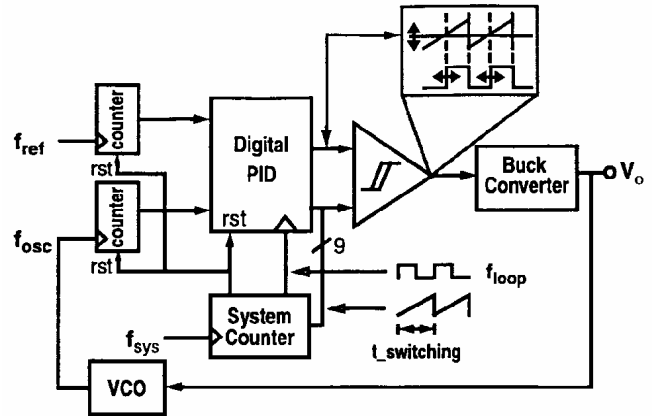 counter
f_ref
rst
counter
f_osc
rst
Digital
PID
rst
9
System
Counter
f_sys
VCO
Buck
Converter
V_o
f_loop
t_switching